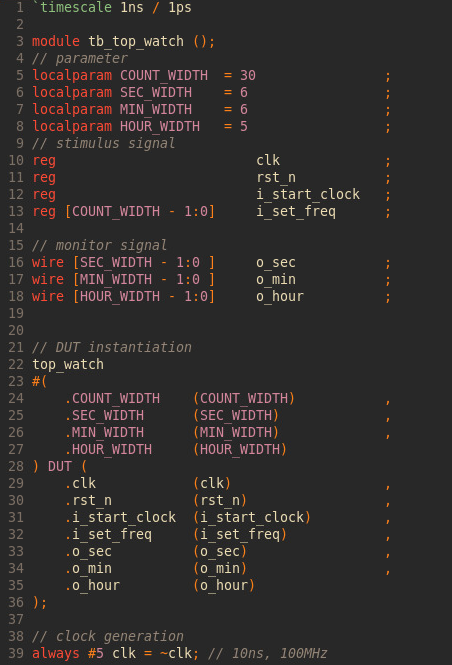 1 `timescale 1ns / 1ps
2
3 module tb_top_watch ();
4 // parameter
5 localparam COUNT_WIDTH  = 30                ;
6 localparam SEC_WIDTH    = 6                 ;
7 localparam MIN_WIDTH    = 6                 ;
8 localparam HOUR_WIDTH   = 5                 ;
9 // stimulus signal
10 reg                         clk             ;
11 reg                         rst_n           ;
12 reg                         i_start_clock   ;
13 reg [COUNT_WIDTH - 1:0]     i_set_freq      ;
14
15 // monitor signal
16 wire [SEC_WIDTH - 1:0 ]     o_sec           ;
17 wire [MIN_WIDTH - 1:0 ]     o_min           ;
18 wire [HOUR_WIDTH - 1:0]     o_hour          ;
19
20
21 // DUT instantiation
22 top_watch
23 #(
24     .COUNT_WIDTH    (COUNT_WIDTH)           ,
25     .SEC_WIDTH      (SEC_WIDTH)             ,
26     .MIN_WIDTH      (MIN_WIDTH)             ,
27     .HOUR_WIDTH     (HOUR_WIDTH)
28 ) DUT (
29     .clk            (clk)                   ,
30     .rst_n          (rst_n)                 ,
31     .i_start_clock  (i_start_clock)         ,
32     .i_set_freq     (i_set_freq)            ,
33     .o_sec          (o_sec)                 ,
34     .o_min          (o_min)                 ,
35     .o_hour         (o_hour)
36 );
37
38 // clock generation
39 always #5 clk = ~clk; // 10ns, 100MHz